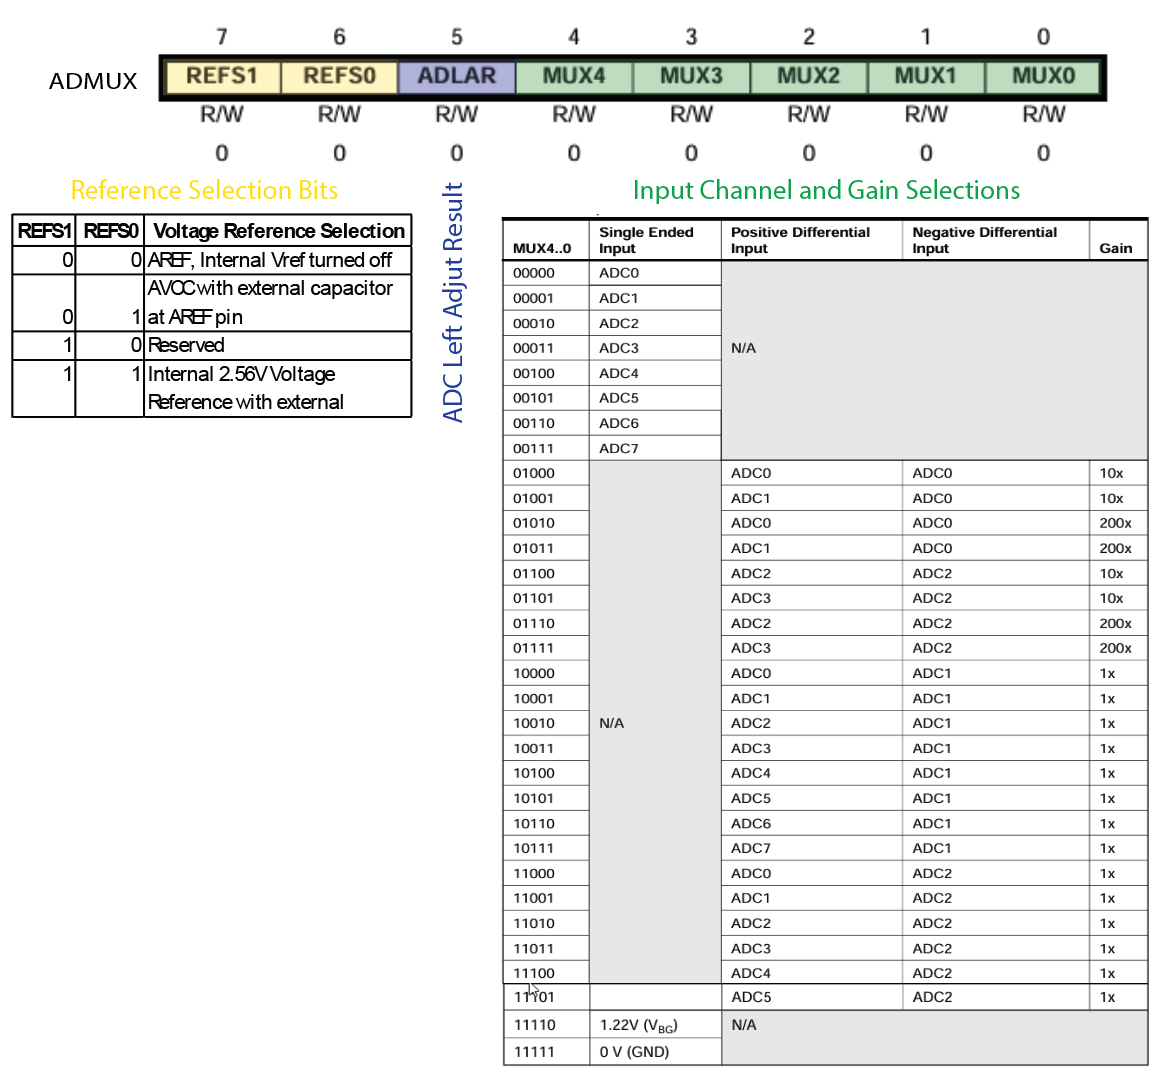 7 6 5 4 3 2 1 0
ADMUX REFS1 REFS0 ADLAR MUX4 MUX3 MUX2 MUX1 MUX0
R/W R/W R/W R/W R/W R/W R/W R/W
0 0 0 0 0 0 0 0
Reference Selection Bits
REFS1 REFS0 Voltage Reference Selection
0 0 AREF, Internal Vref turned off
AVCC with external capacitor
0 1 at AREF pin
1 0 Reserved
1 1 Internal 2.56V Voltage
Reference with external
ADC Left Adjut Result
Input Channel and Gain Selections
Single Ended Positive Differential Negative Differential
MUX4..0 Input Input Input Gain
00000 ADC0
00001 ADC1
00010 ADC2
00011 ADC3 N/A
00100 ADC4
00101 ADC5
00110 ADC6
00111 ADC7
01000 ADC0 ADC0 10x
01001 ADC1 ADC0 10x
01010 ADC0 ADC0 200x
01011 ADC1 ADC0 200x
01100 ADC2 ADC2 10x
01101 ADC3 ADC2 10x
01110 ADC2 ADC2 200x
01111 ADC3 ADC2 200x
10000 ADC0 ADC1 1x
10001 ADC1 ADC1 1x
10010 N/A ADC2 ADC1 1x
10011 ADC3 ADC1 1x
10100 ADC4 ADC1 1x
10101 ADC5 ADC1 1x
10110 ADC6 ADC1 1x
10111 ADC7 ADC1 1x
11000 ADC0 ADC2 1x
11001 ADC1 ADC2 1x
11010 ADC2 ADC2 1x
11011 ADC3 ADC2 1x
11100 ADC4 ADC2 1x
11101 ADC5 ADC2 1x
11110 1.22V (VBG) N/A
11111 0 V (GND)